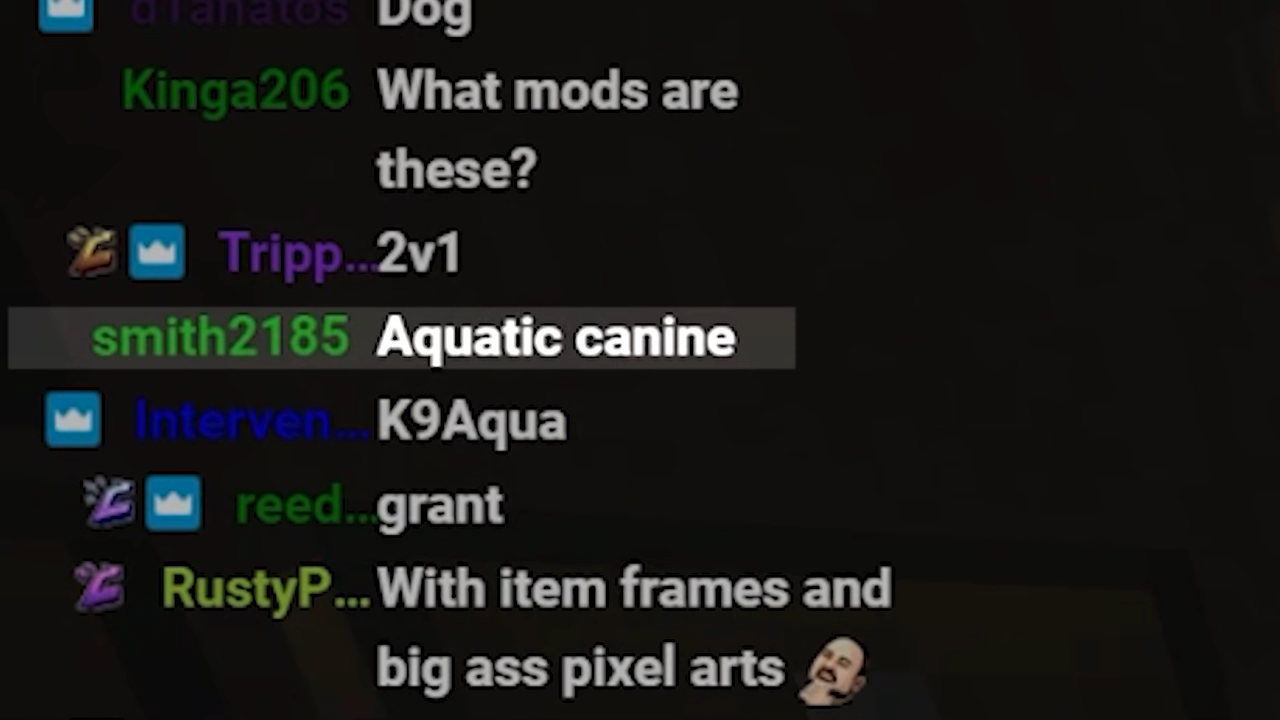 dTanatos Dog
Kinga206 What mods are
these?
Tripp... 2v1
smith2185 Aquatic canine
Interven... K9Aqua
reed... grant
RustyP... With item frames and
big ass pixel arts